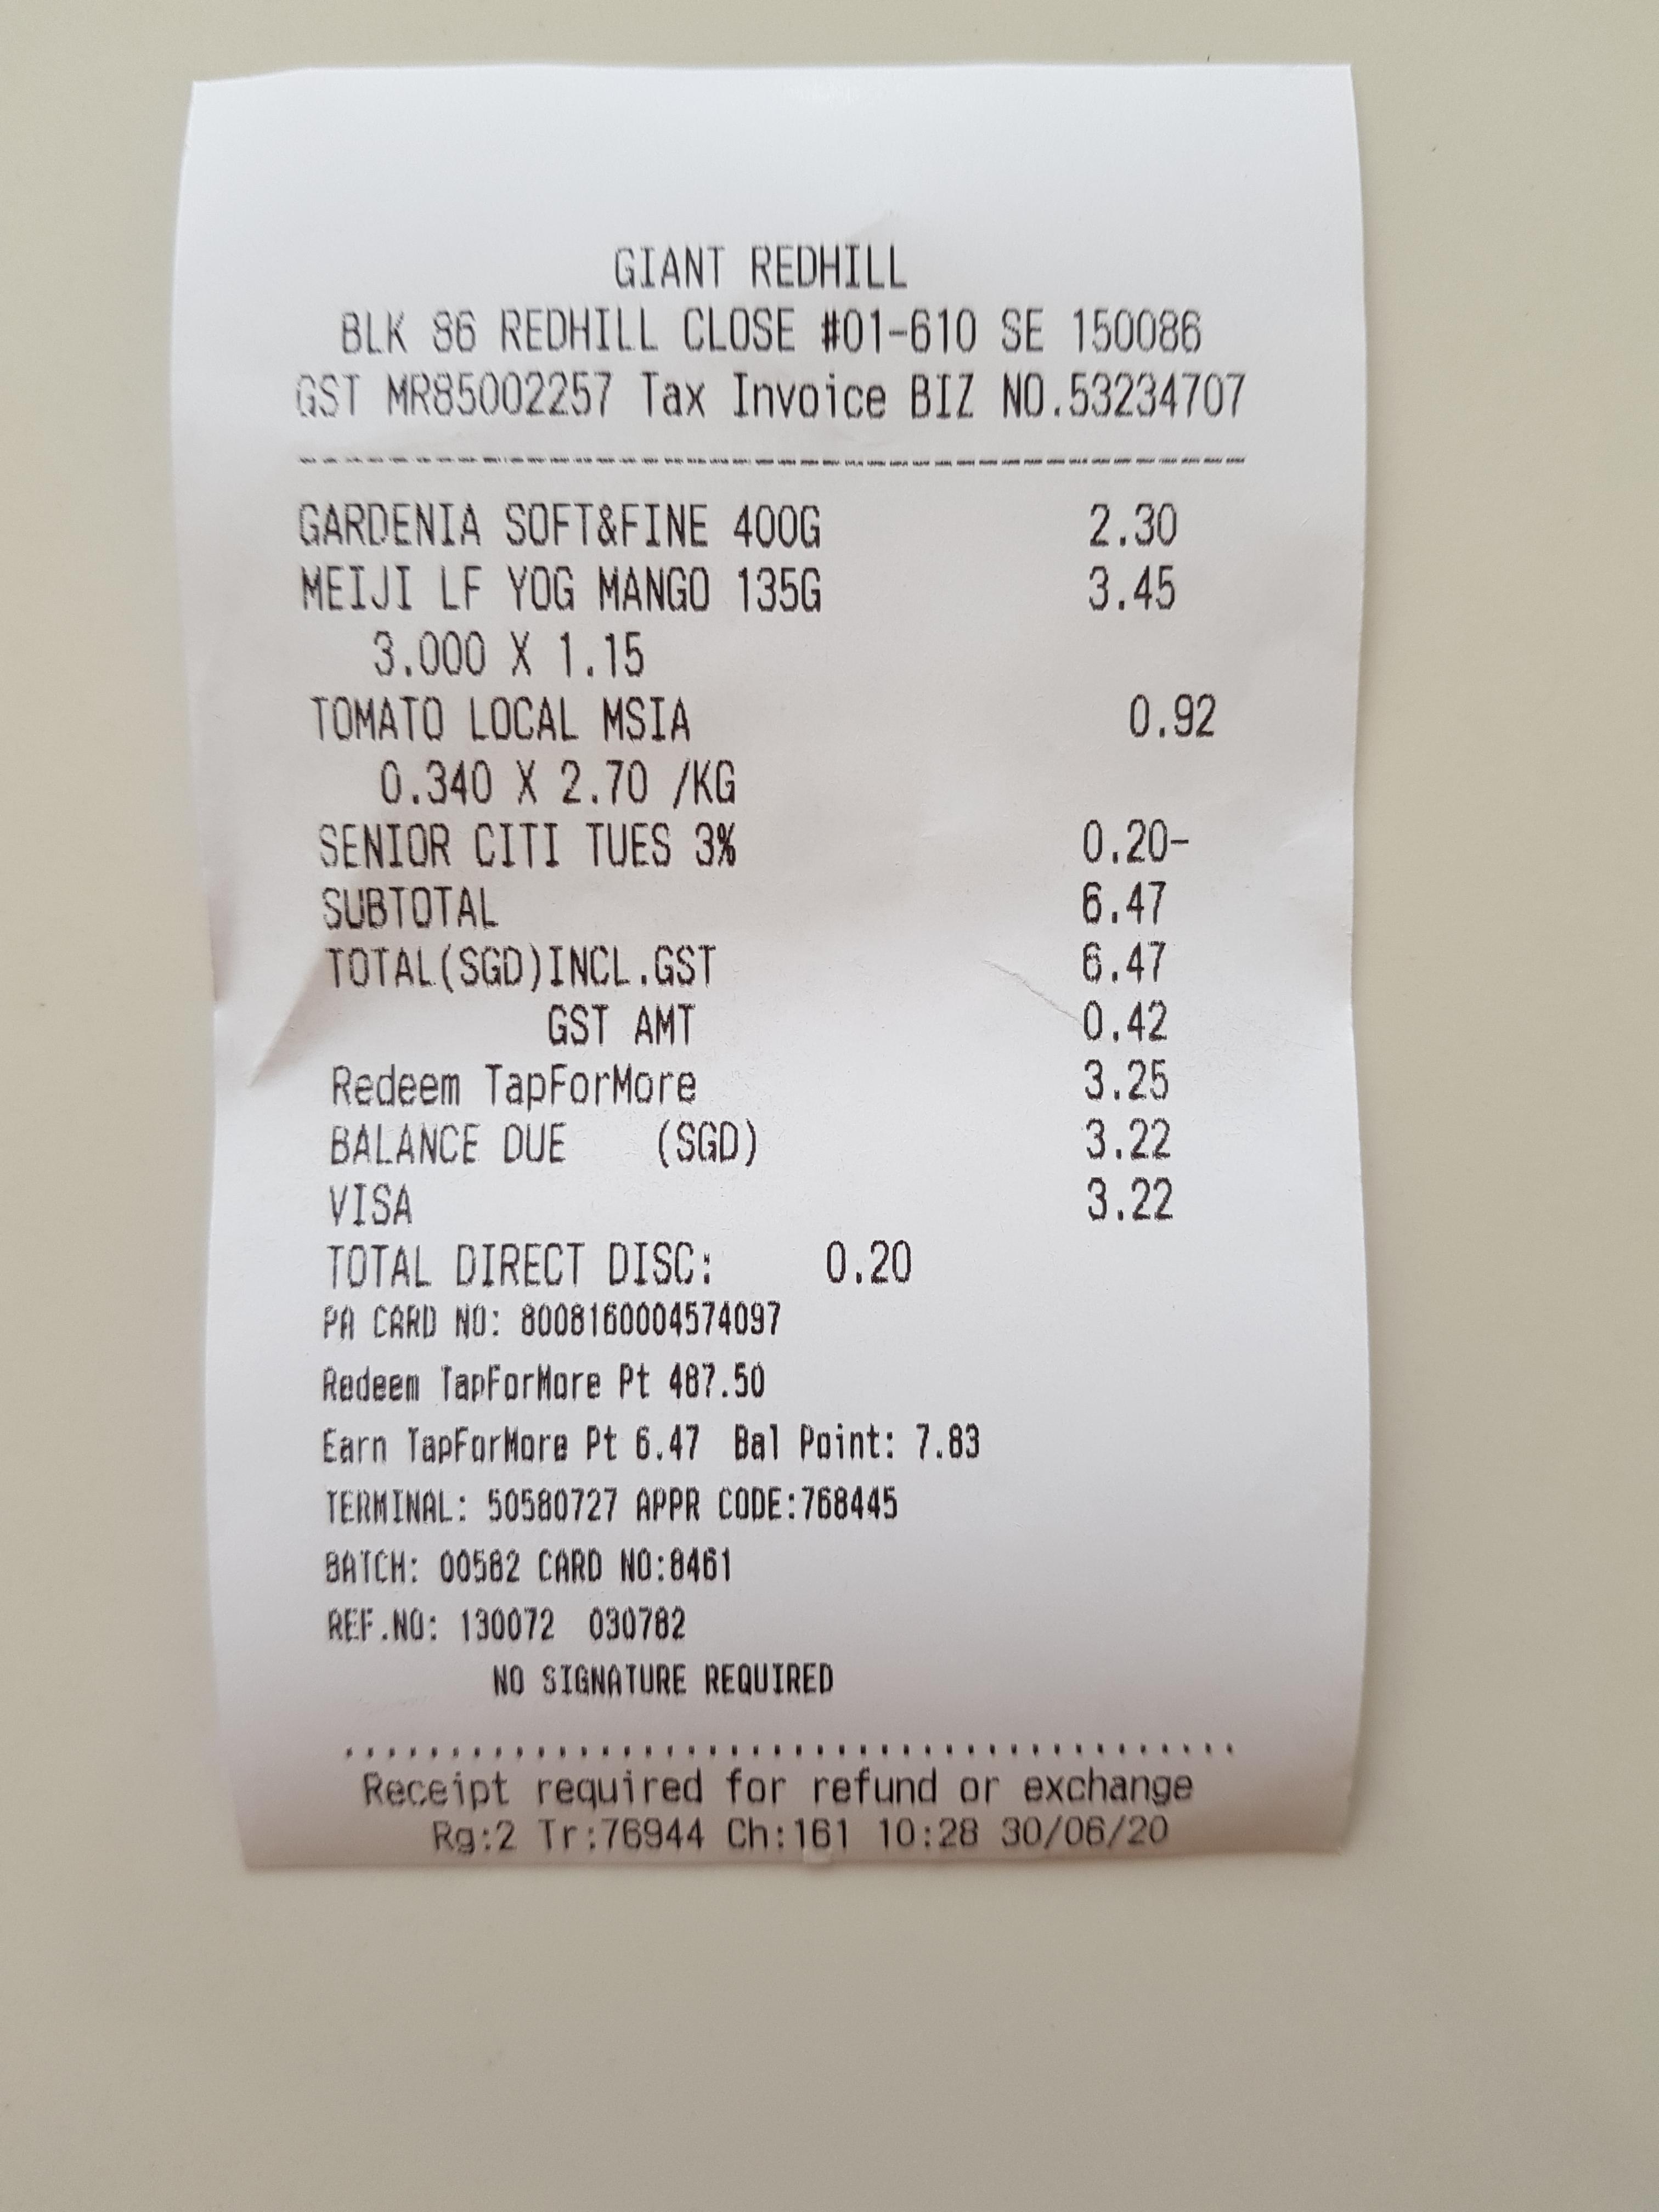 GIANT REDHILL
BLK 86 REDHILL CLOSE #01-610 SE 150086
GST MR85002257 Tax Invoice BIZ NO.53234707
GARDENIA SOFT&FINE 400G 2.30
MEIJI LF YOG MANGO 135G 3.45
3.000 X 1.15
TOMATO LOCAL MSIA 0.92
0.340 X 2.70 /KG
SENIOR CITI TUES 3% 0.20-
SUBTOTAL 6.47
TOTAL(SGD)INCL.GST 6.47
GST AMT 0.42
Redeem TapForMore 3.25
BALANCE DUE (SGD) 3.22
VISA 3.22
TOTAL DIRECT DISC: 0.20
PA CARD NO: 8008160004574097
Redeem TapForMore Pt 487.50
Earn TapForMore Pt 6.47 Bal Point: 7.83
TERMINAL: 50580727 APPR CODE:768445
BATCH: 00582 CARD NO:8461
REF.NO: 130072 030782
NO SIGNATURE REQUIRED
Receipt required for refund or exchange
Rg:2 Tr:76944 Ch:161 10:28 30/06/20